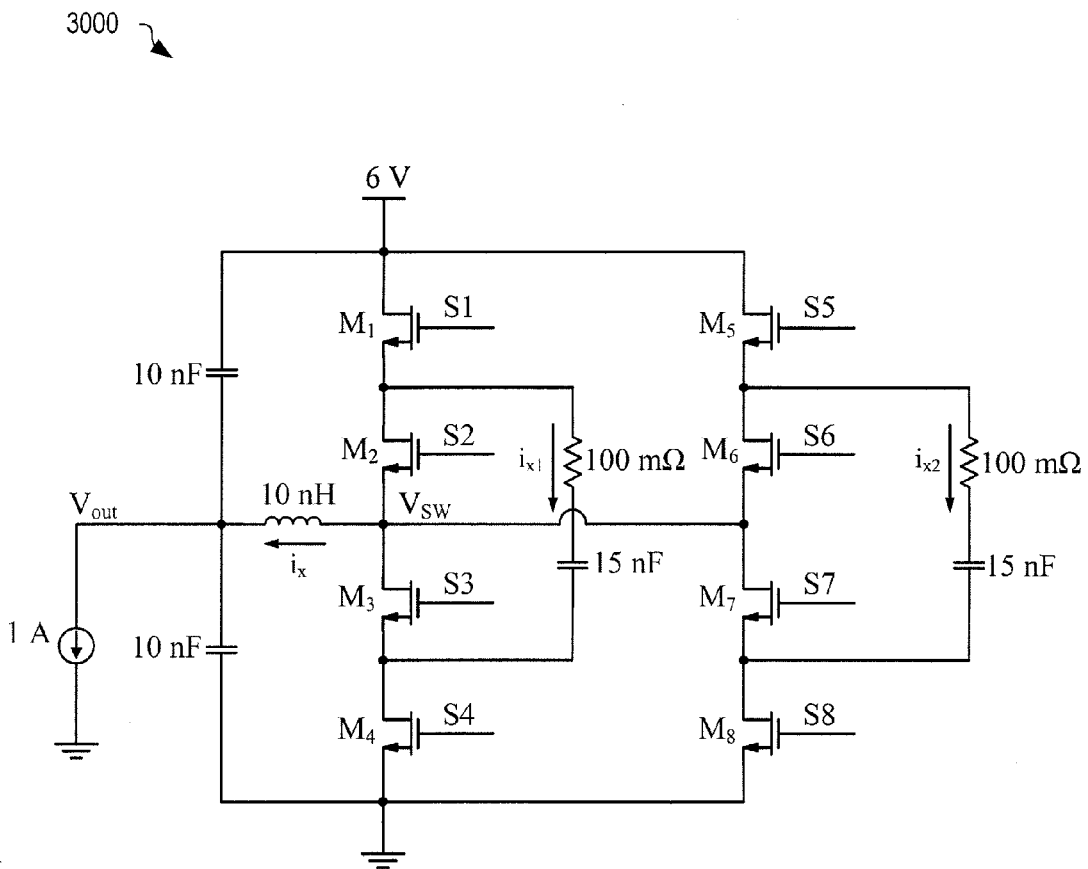 3000
6 V
M1 S1
M5 S5
10 nF
M2 S2
ix1 100 mΩ
M6 S6
ix2 100 mΩ
Vout
10 nH
VSW
ix
15 nF
15 nF
M3 S3
M7 S7
1 A
10 nF
M4 S4
M8 S8